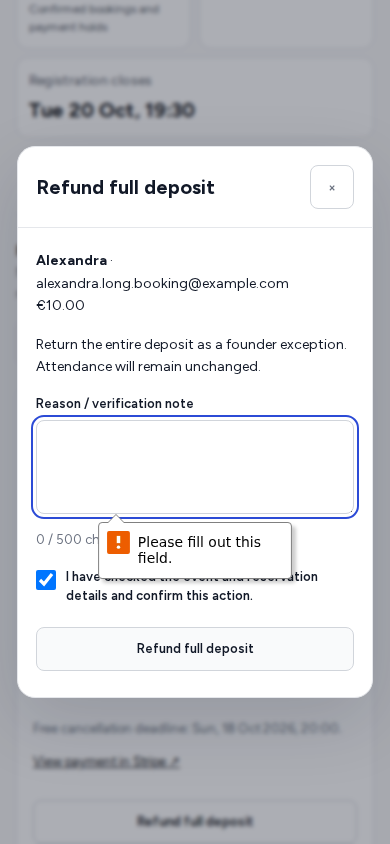 Confirmed bookings and
payment holds
Registration closes
Tue 20 Oct, 19:30
Refund full deposit
×
Alexandra ·
alexandra.long.booking@example.com
€10.00
Return the entire deposit as a founder exception.
Attendance will remain unchanged.
Reason / verification note
Please fill out this
field.
0 / 500
I have checked the event and reservation
details and confirm this action.
Refund full deposit
Free cancellation deadline: Sun, 18 Oct 2026, 20:00.
View payment in Stripe ↗
Refund full deposit